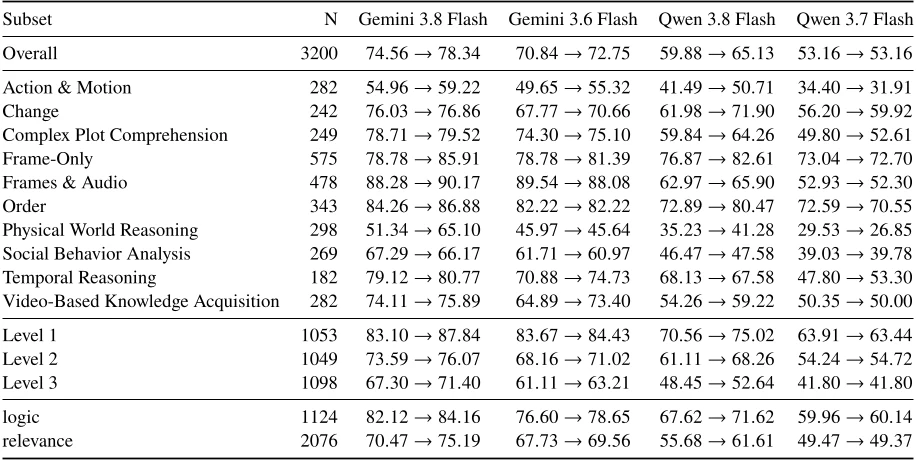 Subset N Gemini 3.8 Flash Gemini 3.6 Flash Qwen 3.8 Flash Qwen 3.7 Flash
Overall 3200 74.56 → 78.34 70.84 → 72.75 59.88 → 65.13 53.16 → 53.16
Action & Motion 282 54.96 → 59.22 49.65 → 55.32 41.49 → 50.71 34.40 → 31.91
Change 242 76.03 → 76.86 67.77 → 70.66 61.98 → 71.90 56.20 → 59.92
Complex Plot Comprehension 249 78.71 → 79.52 74.30 → 75.10 59.84 → 64.26 49.80 → 52.61
Frame-Only 575 78.78 → 85.91 78.78 → 81.39 76.87 → 82.61 73.04 → 72.70
Frames & Audio 478 88.28 → 90.17 89.54 → 88.08 62.97 → 65.90 52.93 → 52.30
Order 343 84.26 → 86.88 82.22 → 82.22 72.89 → 80.47 72.59 → 70.55
Physical World Reasoning 298 51.34 → 65.10 45.97 → 45.64 35.23 → 41.28 29.53 → 26.85
Social Behavior Analysis 269 67.29 → 66.17 61.71 → 60.97 46.47 → 47.58 39.03 → 39.78
Temporal Reasoning 182 79.12 → 80.77 70.88 → 74.73 68.13 → 67.58 47.80 → 53.30
Video-Based Knowledge Acquisition 282 74.11 → 75.89 64.89 → 73.40 54.26 → 59.22 50.35 → 50.00
Level 1 1053 83.10 → 87.84 83.67 → 84.43 70.56 → 75.02 63.91 → 63.44
Level 2 1049 73.59 → 76.07 68.16 → 71.02 61.11 → 68.26 54.24 → 54.72
Level 3 1098 67.30 → 71.40 61.11 → 63.21 48.45 → 52.64 41.80 → 41.80
logic 1124 82.12 → 84.16 76.60 → 78.65 67.62 → 71.62 59.96 → 60.14
relevance 2076 70.47 → 75.19 67.73 → 69.56 55.68 → 61.61 49.47 → 49.37